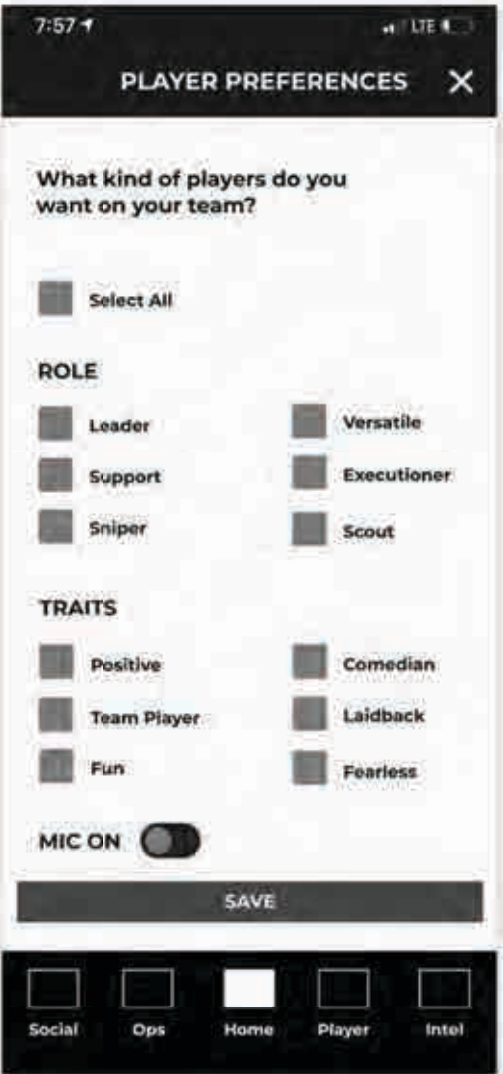 7:57
LTE
PLAYER PREFERENCES
What kind of players do you
want on your team?
Select All
ROLE
Leader
Versatile
Support
Executioner
Sniper
Scout
TRAITS
Positive
Comedian
Team Player
Laidback
Fun
Fearless
MIC ON
SAVE
Social
Ops
Home
Player
Intel